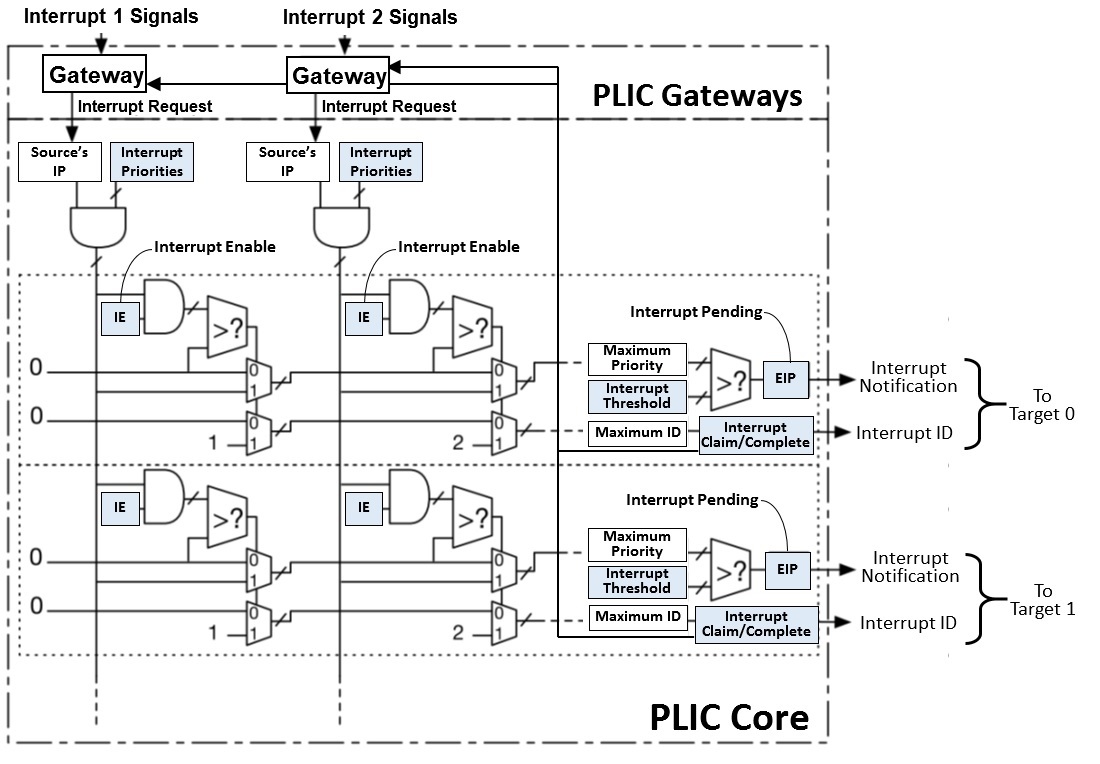 Interrupt 1 Signals
Interrupt 2 Signals
Gateway
Gateway
PLIC Gateways
Interrupt Request
Interrupt Request
Source's
IP
Interrupt
Priorities
Source's
IP
Interrupt
Priorities
Interrupt Enable
Interrupt Enable
IE
>?
IE
>?
Interrupt Pending
0
0
1
0
1
Maximum
Priority
Interrupt
Threshold
>?
EIP
Interrupt
Notification
0
1
0
1
2
0
1
Maximum ID
Interrupt
Claim/Complete
Interrupt ID
To
Target 0
IE
>?
IE
>?
Interrupt Pending
0
0
1
0
1
Maximum
Priority
Interrupt
Threshold
>?
EIP
Interrupt
Notification
0
1
0
1
2
0
1
Maximum ID
Interrupt
Claim/Complete
Interrupt ID
To
Target 1
PLIC Core